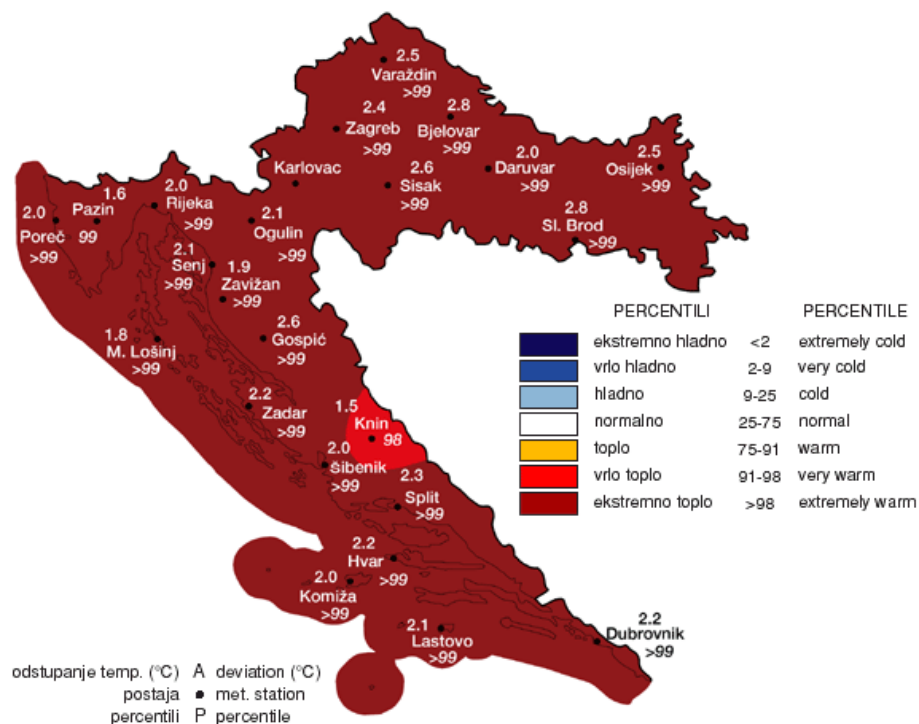 2.5
Varaždin
>99
2.4
Zagreb
>99
2.8
Bjelovar
>99
Karlovac
2.6
Sisak
>99
2.0
Daruvar
>99
2.5
Osijek
>99
2.8
Sl. Brod
>99
2.0
Poreč
>99
1.6
Pazin
99
2.0
Rijeka
>99
2.1
Ogulin
>99
2.1
Senj
>99
1.9
Zavižan
>99
1.8
M. Lošinj
>99
2.6
Gospić
>99
2.2
Zadar
>99
1.5
Knin
98
2.0
Šibenik
>99
2.3
Split
>99
2.2
Hvar
>99
2.0
Komiža
>99
2.1
Lastovo
>99
2.2
Dubrovnik
>99
PERCENTILI PERCENTILE
ekstremno hladno <2 extremely cold
vrlo hladno 2-9 very cold
hladno 9-25 cold
normalno 25-75 normal
toplo 75-91 warm
vrlo toplo 91-98 very warm
ekstremno toplo >98 extremely warm
odstupanje temp. (°C) A deviation (°C)
postaja met. station
percentili P percentile